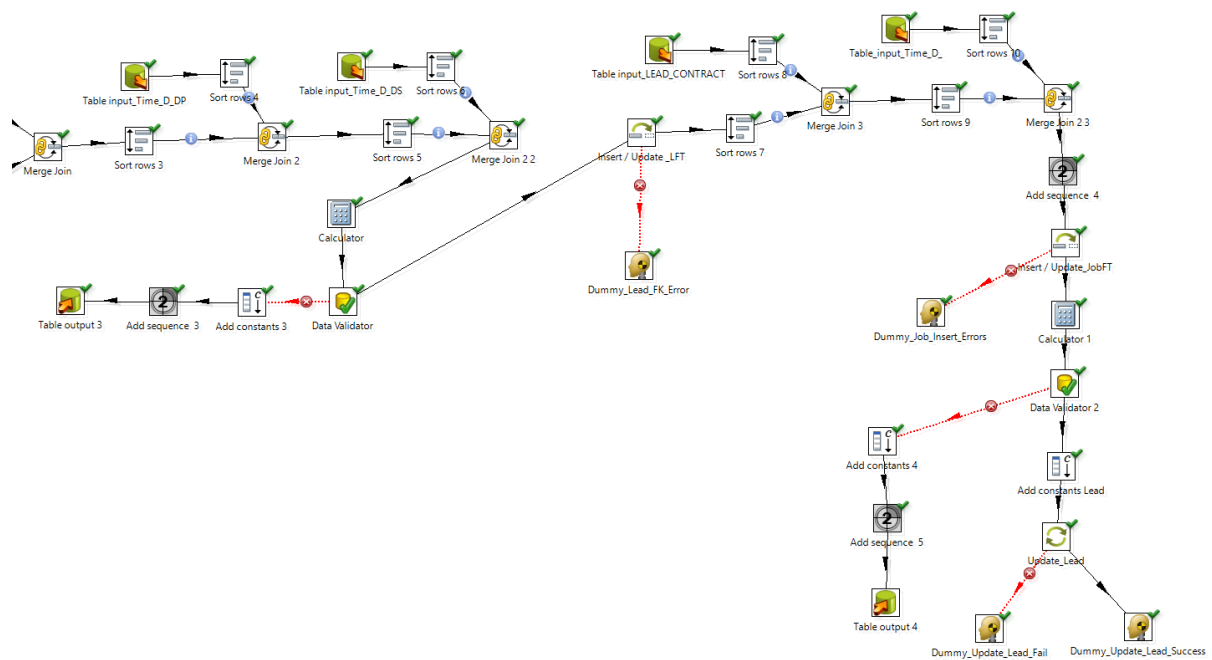 Table input_Time_D_DP
Sort rows 4
Table input_Time_D_DS
Sort rows 6
Table input_LEAD_CONTRACT
Sort rows 8
Table_input_Time_D_
Sort rows 10
Merge Join
Sort rows 3
Merge Join 2
Sort rows 5
Merge Join 2 2
Insert / Update _LFT
Sort rows 7
Merge Join 3
Sort rows 9
Merge Join 2 3
2
Add sequence 4
Calculator
Insert / Update_JobFT
Dummy_Lead_FK_Error
Table output 3
2
Add sequence 3
c
Add constants 3
Data Validator
Dummy_Job_Insert_Errors
Calculator 1
Data Validator 2
c
Add constants 4
c
Add constants Lead
2
Add sequence 5
Update_Lead
Table output 4
Dummy_Update_Lead_Fail
Dummy_Update_Lead_Success